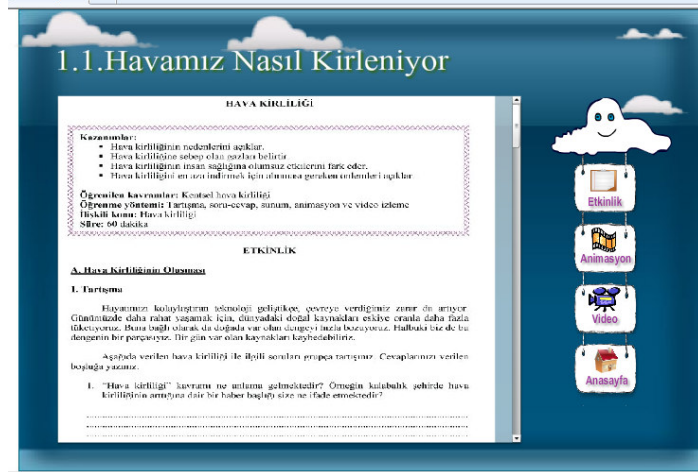 1.1.Havamız Nasıl Kirleniyor
HAVA KİRLİLİĞİ
Kazanımlar:
Hava kirliliğinin nedenlerini açıklar.
Hava kirliliğine sebep olan gazları belirtir
Hava kirliliğinin insan sağlığına olumsuz etkilerini fark eder.
Hava kirliliğini en aza indirmek için alınması gereken önlemleri açıklar
Öğrenilen kavramlar: Kentsel hava kirliliği
Öğrenme yöntemi: Tartışma, soru-cevap, sunum, animasyon ve video izleme
İlişkili konu: Hava kirliliği
Süre: 60 dakika
ETKİNLİK
A. Hava Kirliliğinin Oluşması
1. Tartışma
Hayatımızı kolaylaştıran teknoloji geliştikçe, çevreye verdiğimiz zarar da artıyor.
Günümüzde daha rahat yaşamak için, dünyadaki doğal kaynakları eskiye oranla daha fazla
tüketiyoruz. Buna bağlı olarak da doğada var olan dengeyi hızla bozuyoruz. Halbuki biz de bu
dengenin bir parçasıyız. Bir gün var olan kaynakları kaybedebiliriz.
Aşağıda verilen hava kirliliği ile ilgili soruları grupça tartışınız. Cevaplarınızı verilen
boşluğa yazınız.
1. "Hava kirliliği" kavramı ne anlama gelmektedir? Örneğin kalabalık şehirde hava
kirliliğinin arttığına dair bir haber başlığı size ne ifade etmektedir?
Etkinlik
Animasyon
Video
Anasayfa